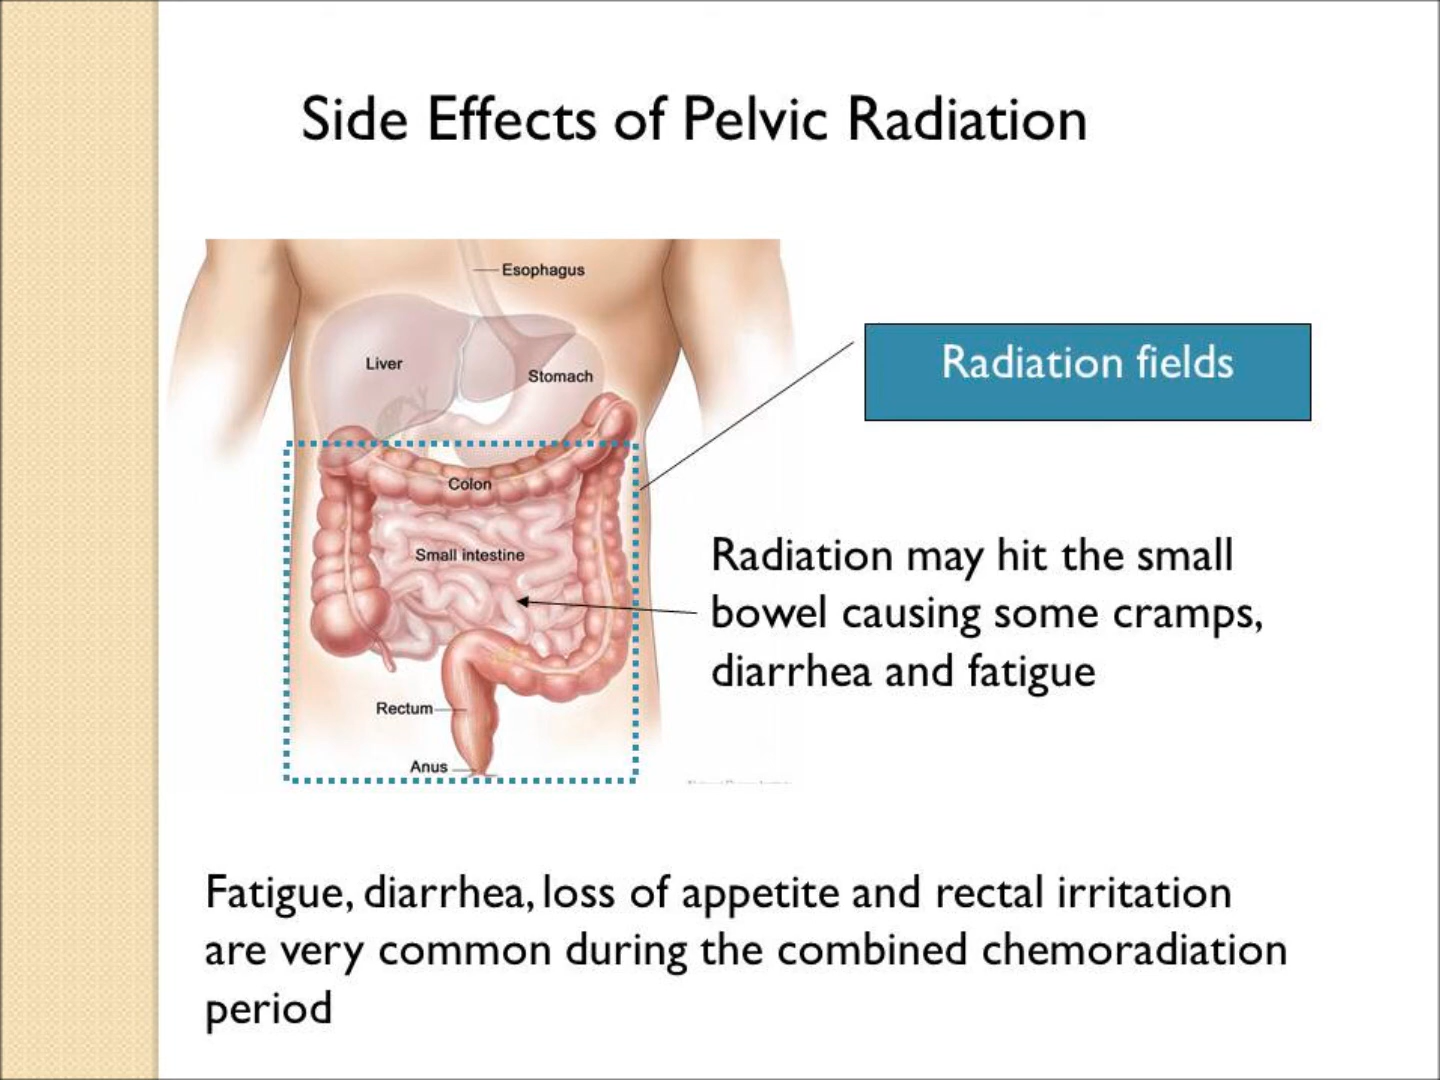 Side Effects of Pelvic Radiation
Esophagus
Liver
Stomach
Radiation fields
Colon
Small intestine
Radiation may hit the small
bowel causing some cramps,
diarrhea and fatigue
Rectum
Anus
Fatigue, diarrhea, loss of appetite and rectal irritation
are very common during the combined chemoradiation
period